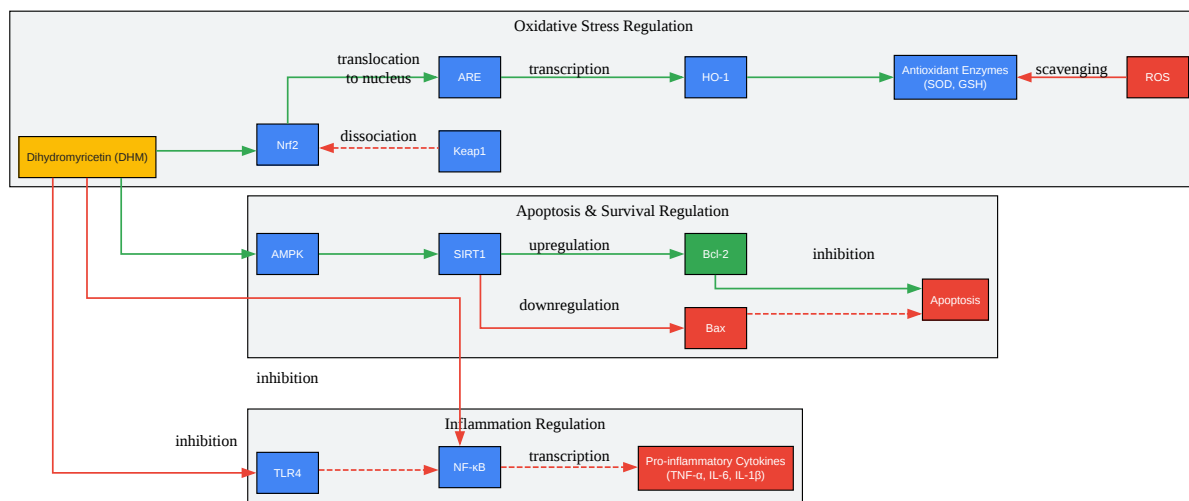 Oxidative Stress Regulation
translocation
to nucleus
ARE
transcription
HO-1
Antioxidant Enzymes
(SOD, GSH)
scavenging
ROS
Dihydromyricetin (DHM)
Nrf2
dissociation
Keap1
Apoptosis & Survival Regulation
AMPK
SIRT1
upregulation
Bcl-2
inhibition
Apoptosis
downregulation
Bax
inhibition
Inflammation Regulation
inhibition
TLR4
NF-κB
transcription
Pro-inflammatory Cytokines
(TNF-α, IL-6, IL-1β)